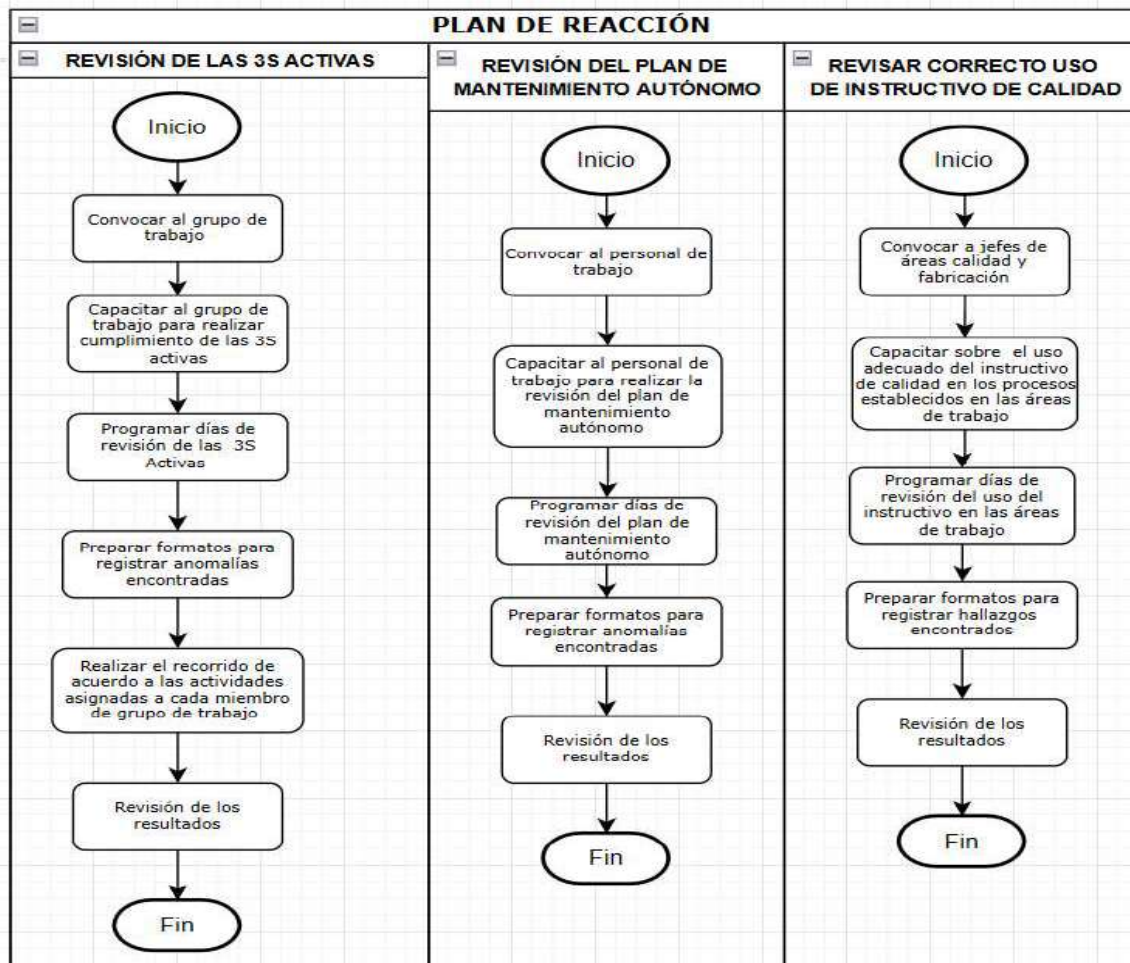 PLAN DE REACCIÓN
REVISIÓN DE LAS 3S ACTIVAS
Inicio
Convocar al grupo de
trabajo
Capacitar al grupo de
trabajo para realizar
cumplimiento de las 3S
activas
Programar días de
revisión de las 3S
Activas
Preparar formatos para
registrar anomalías
encontradas
Realizar el recorrido de
acuerdo a las actividades
asignadas a cada miembro
de grupo de trabajo
Revisión de los
resultados
Fin
REVISIÓN DEL PLAN DE
MANTENIMIENTO AUTÓNOMO
Inicio
Convocar al personal de
trabajo
Capacitar al personal de
trabajo para realizar la
revisión del plan de
mantenimiento
autónomo
Programar días de
revisión del plan de
mantenimiento
autónomo
Preparar formatos para
registrar anomalías
encontradas
Revisión de los
resultados
Fin
REVISAR CORRECTO USO
DE INSTRUCTIVO DE CALIDAD
Inicio
Convocar a jefes de
áreas calidad y
fabricación
Capacitar sobre el uso
adecuado del instructivo
de calidad en los procesos
establecidos en las áreas
de trabajo
Programar días de
revisión del uso del
instructivo en las áreas
de trabajo
Preparar formatos para
registrar hallazgos
encontrados
Revisión de los
resultados
Fin